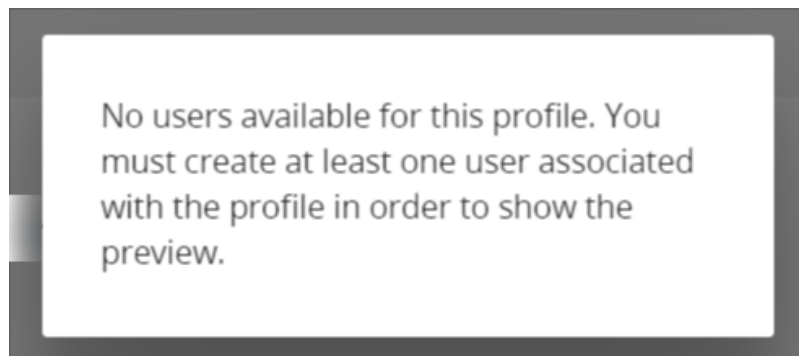 No users available for this profile. You
must create at least one user associated
with the profile in order to show the
preview.